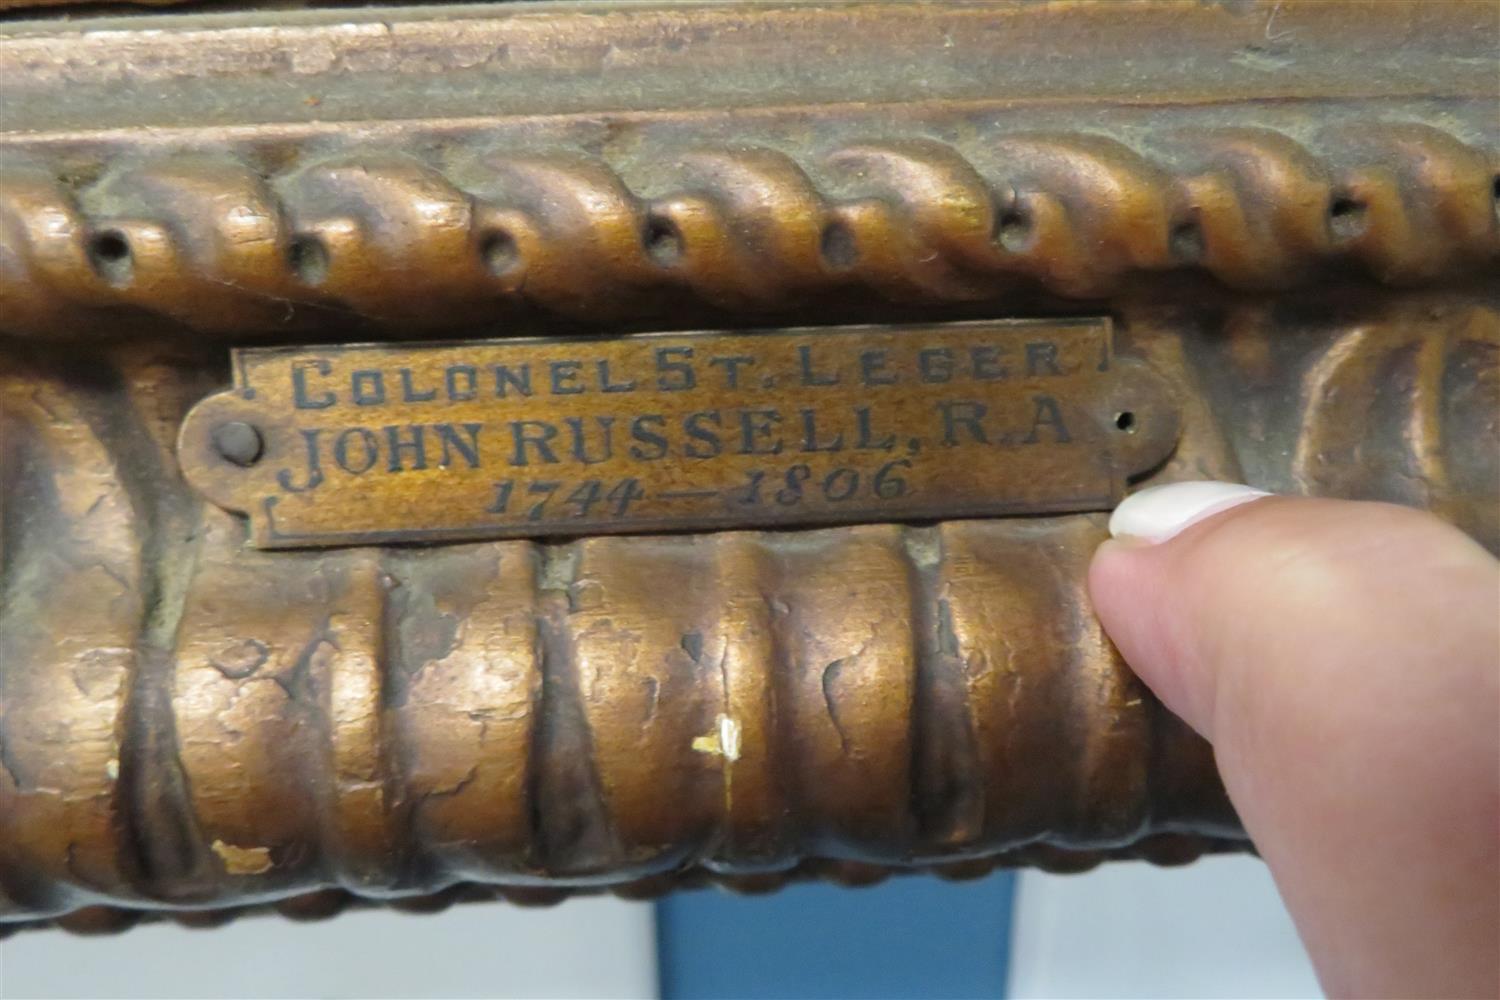 COLONEL ST. LEGER
JOHN RUSSELL, R.A
1744-1806